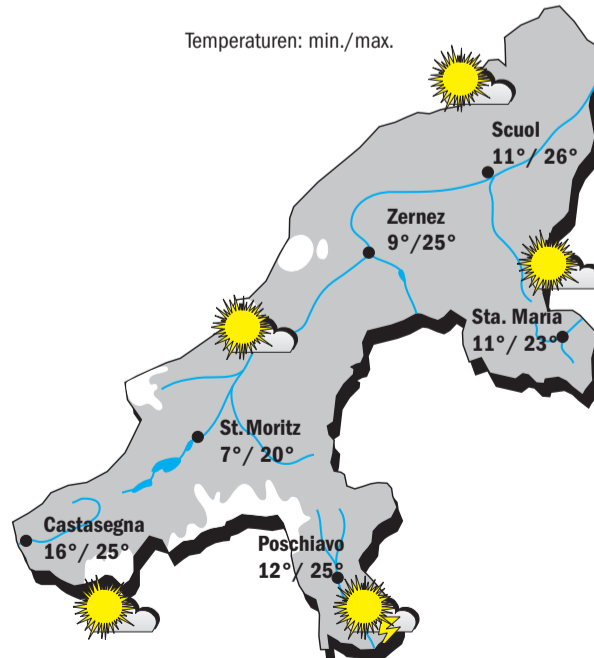 Temperaturen: min./max.
Scuol
11°/ 26°
Zernez
9°/25°
Sta. Maria
11°/ 23°
St. Moritz
7°/ 20°
Castasegna
16°/ 25°
Poschiavo
12°/ 25°